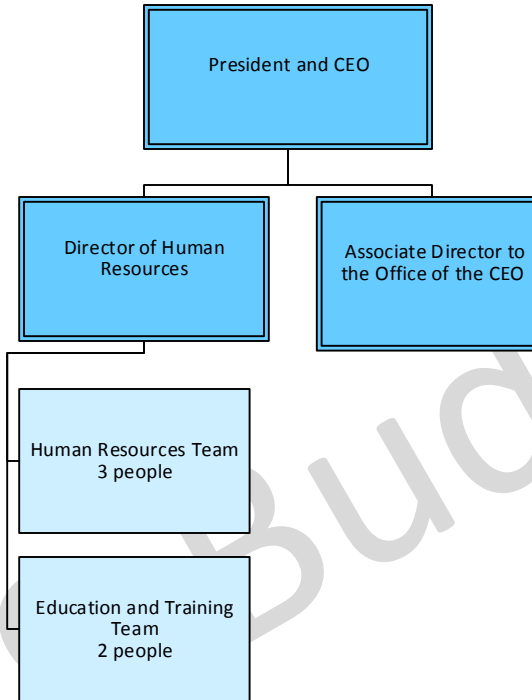 President and CEO
Director of Human
Resources
Associate Director to
the Office of the CEO
Human Resources Team
3 people
Education and Training
Team
2 people